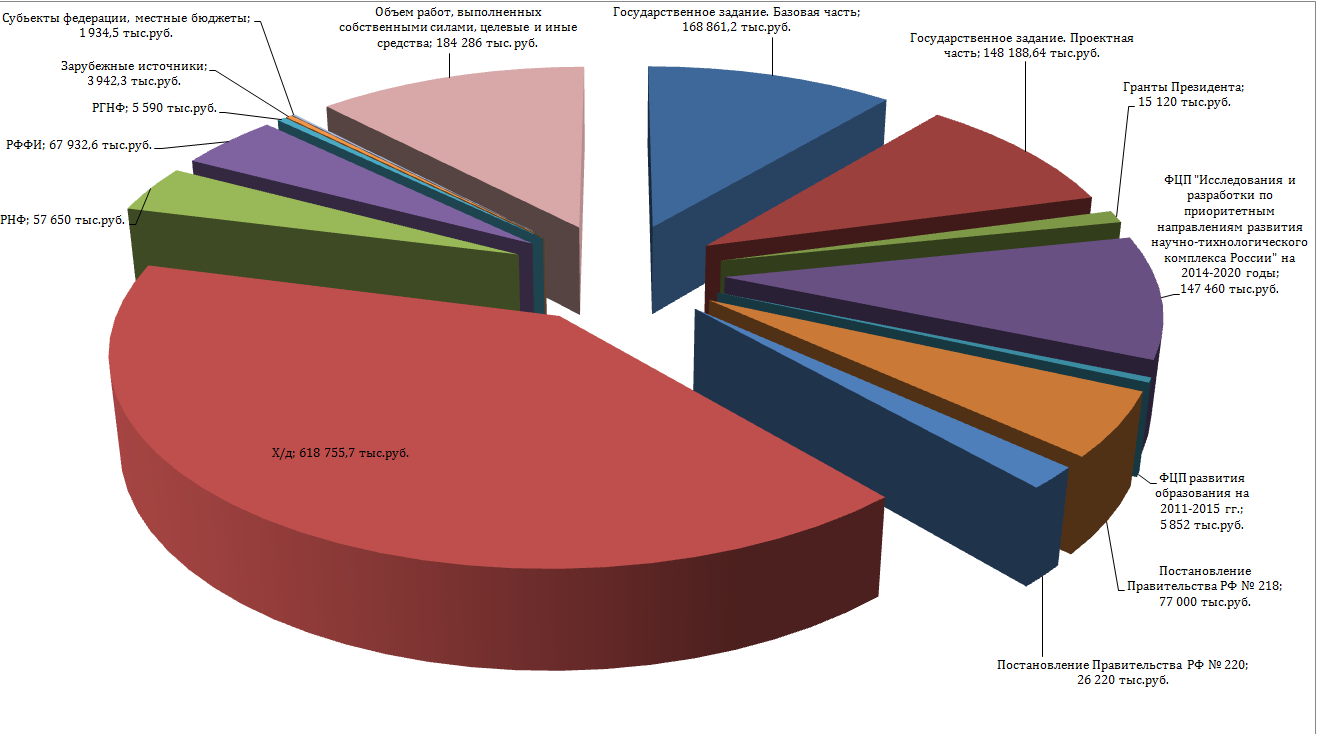 Субъекты федерации, местные бюджеты;
1 934,5 тыс.руб.
Объем работ, выполненных
собственными силами, целевые и иные
средства; 184 286 тыс. руб.
Государственное задание. Базовая часть;
168 861,2 тыс.руб.
Государственное задание. Проектная
часть; 148 188,64 тыс.руб.
Гранты Президента;
15 120 тыс.руб.
ФЦП "Исследования и
разработки по
приоритетным
направлениям развития
научно-тихнологического
комплекса России" на
2014-2020 годы;
147 460 тыс.руб.
ФЦП развития
образования на
2011-2015 гг.;
5 852 тыс.руб.
Постановление
Правительства РФ № 218;
77 000 тыс.руб.
Постановление Правительства РФ № 220;
26 220 тыс.руб.
Х/д; 618 755,7 тыс.руб.
РНФ; 57 650 тыс.руб.
РФФИ; 67 932,6 тыс.руб.
РГНФ; 5 590 тыс.руб.
Зарубежные источники;
3 942,3 тыс.руб.